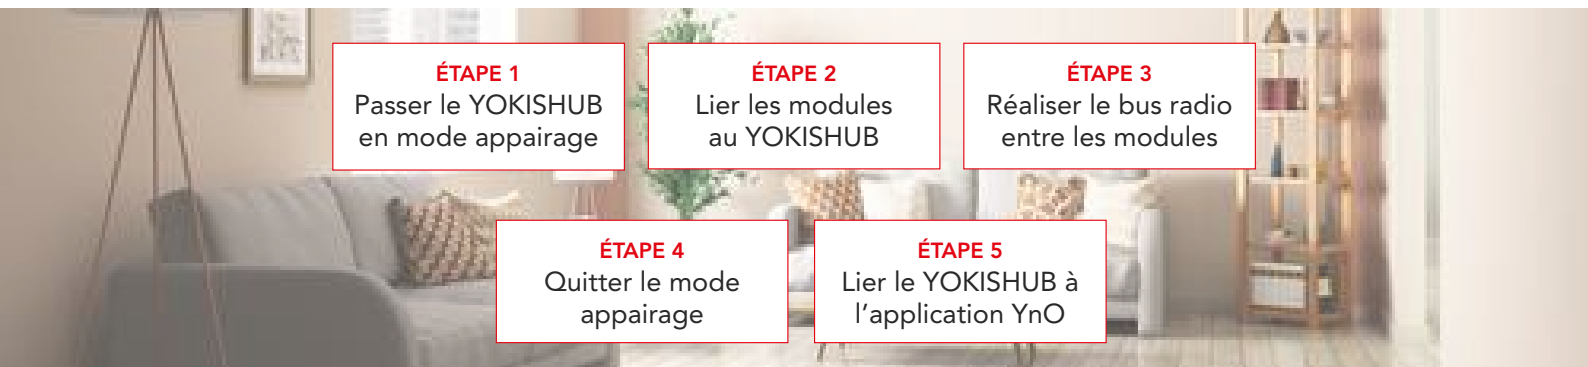 ÉTAPE 1
Passer le YOKISHUB
en mode appairage
ÉTAPE 2
Lier les modules
au YOKISHUB
ÉTAPE 3
Réaliser le bus radio
entre les modules
ÉTAPE 4
Quitter le mode
appairage
ÉTAPE 5
Lier le YOKISHUB à
l’application YnO